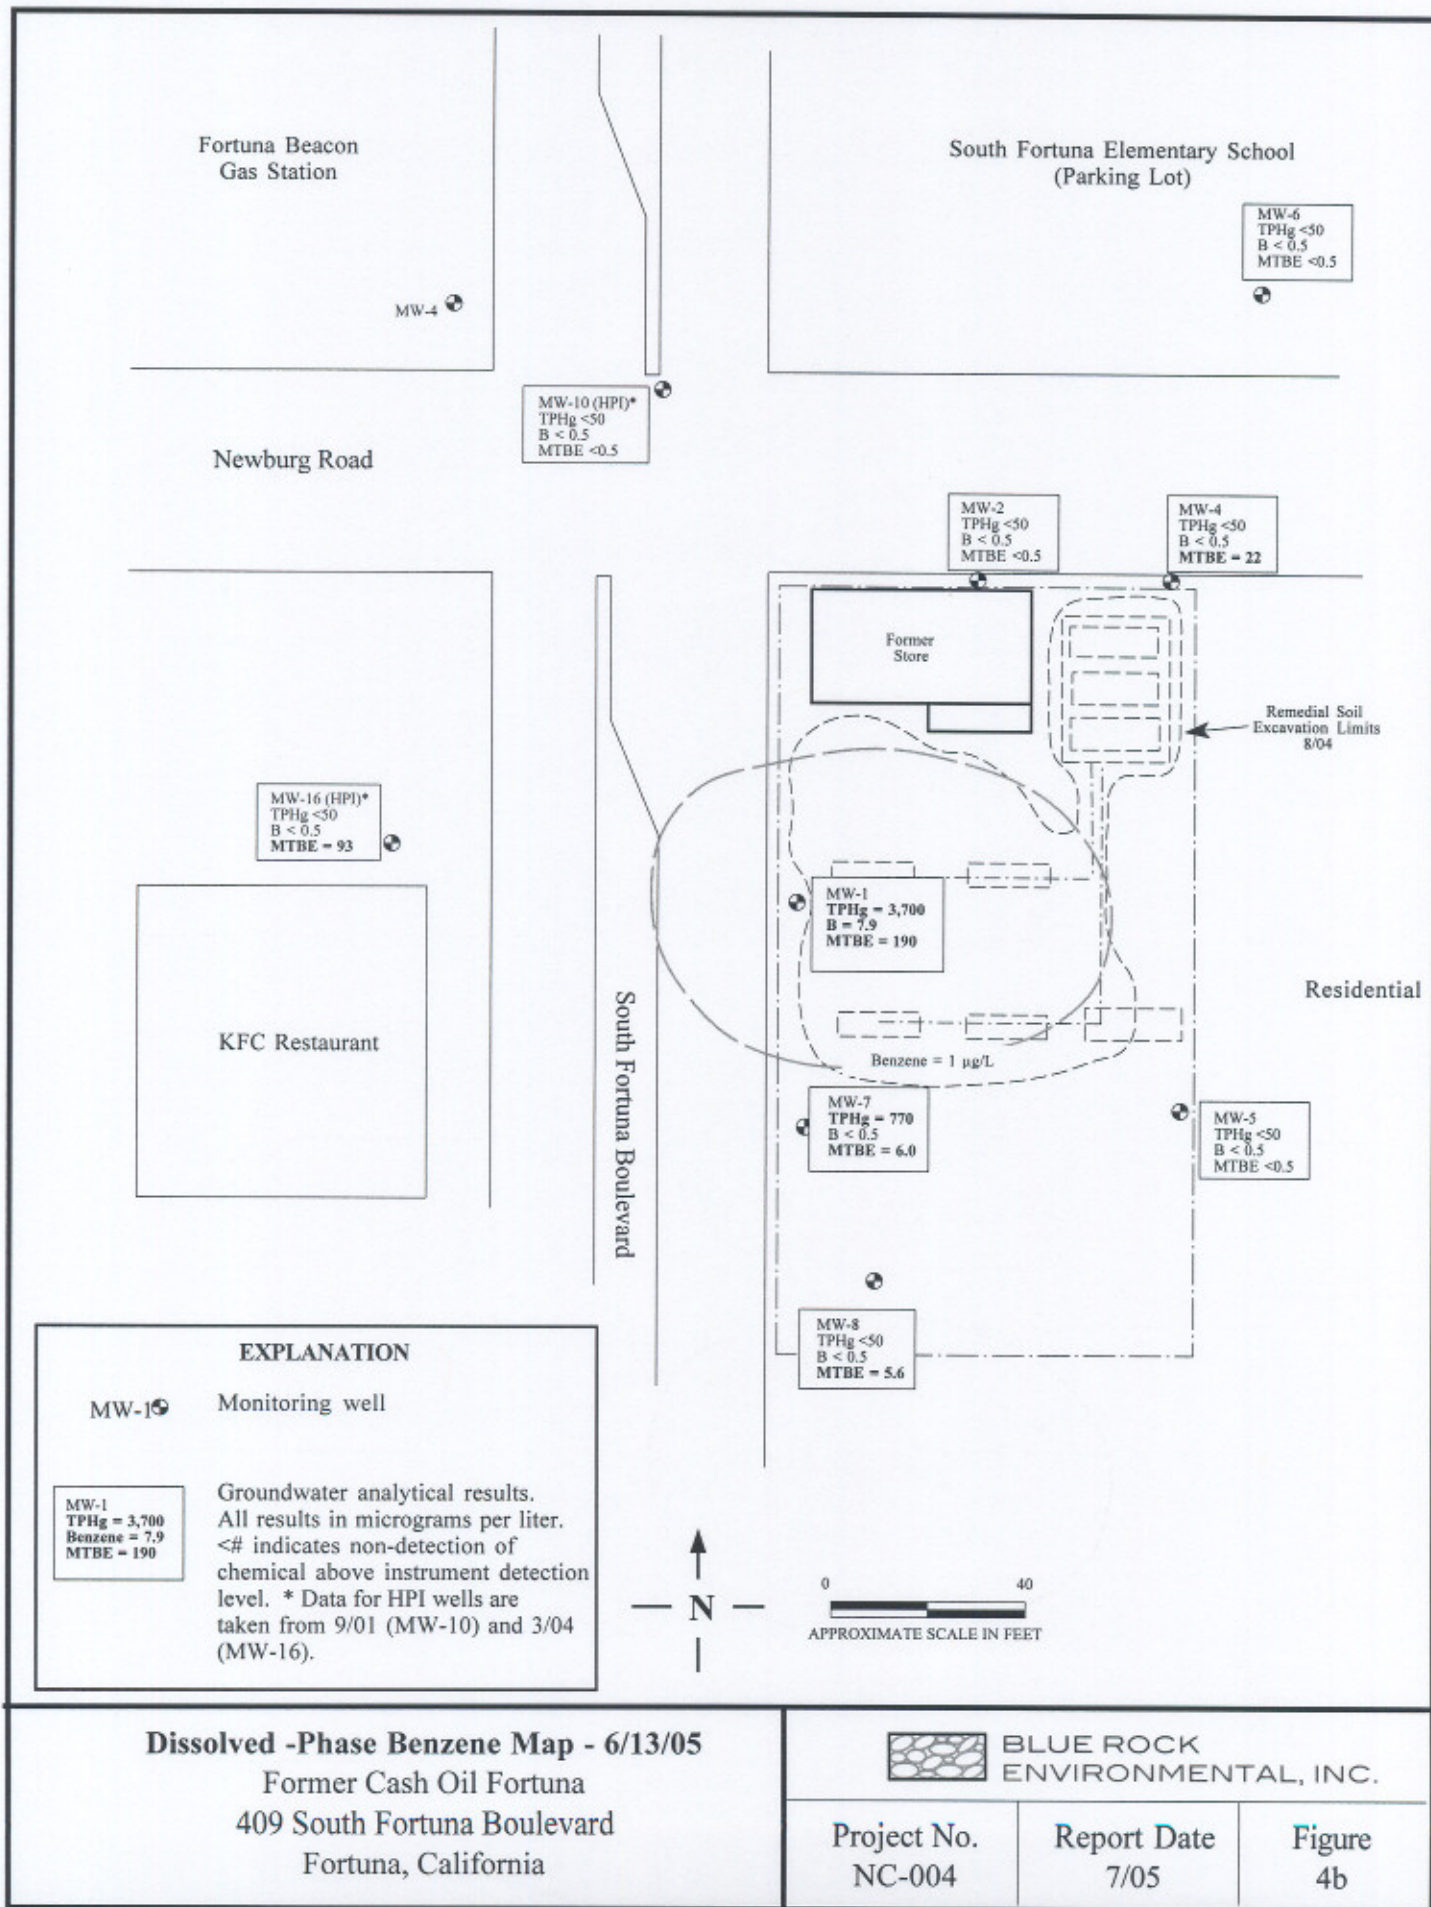 Fortuna Beacon
Gas Station
South Fortuna Elementary School
(Parking Lot)
MW-6
TPHg <50
B < 0.5
MTBE <0.5
MW-4
MW-10 (HPI)*
TPHg <50
B < 0.5
MTBE <0.5
Newburg Road
MW-2
TPHg <50
B < 0.5
MTBE <0.5
MW-4
TPHg <50
B < 0.5
MTBE = 22
Former
Store
Remedial Soil
Excavation Limits
8/04
MW-16 (HPI)*
TPHg <50
B < 0.5
MTBE = 93
MW-1
TPHg = 3,700
B = 7.9
MTBE = 190
Residential
KFC Restaurant
South Fortuna Boulevard
Benzene = 1 µg/L
MW-7
TPHg = 770
B < 0.5
MTBE = 6.0
MW-5
TPHg <50
B < 0.5
MTBE <0.5
MW-8
TPHg <50
B < 0.5
MTBE = 5.6
EXPLANATION
MW-1
Monitoring well
MW-1
TPHg = 3,700
Benzene = 7.9
MTBE = 190
Groundwater analytical results.
All results in micrograms per liter.
<# indicates non-detection of
chemical above instrument detection
level. * Data for HPI wells are
taken from 9/01 (MW-10) and 3/04
(MW-16).
N
0 40
APPROXIMATE SCALE IN FEET
Dissolved -Phase Benzene Map - 6/13/05
Former Cash Oil Fortuna
409 South Fortuna Boulevard
Fortuna, California
BLUE ROCK
ENVIRONMENTAL, INC.
Project No.
NC-004
Report Date
7/05
Figure
4b